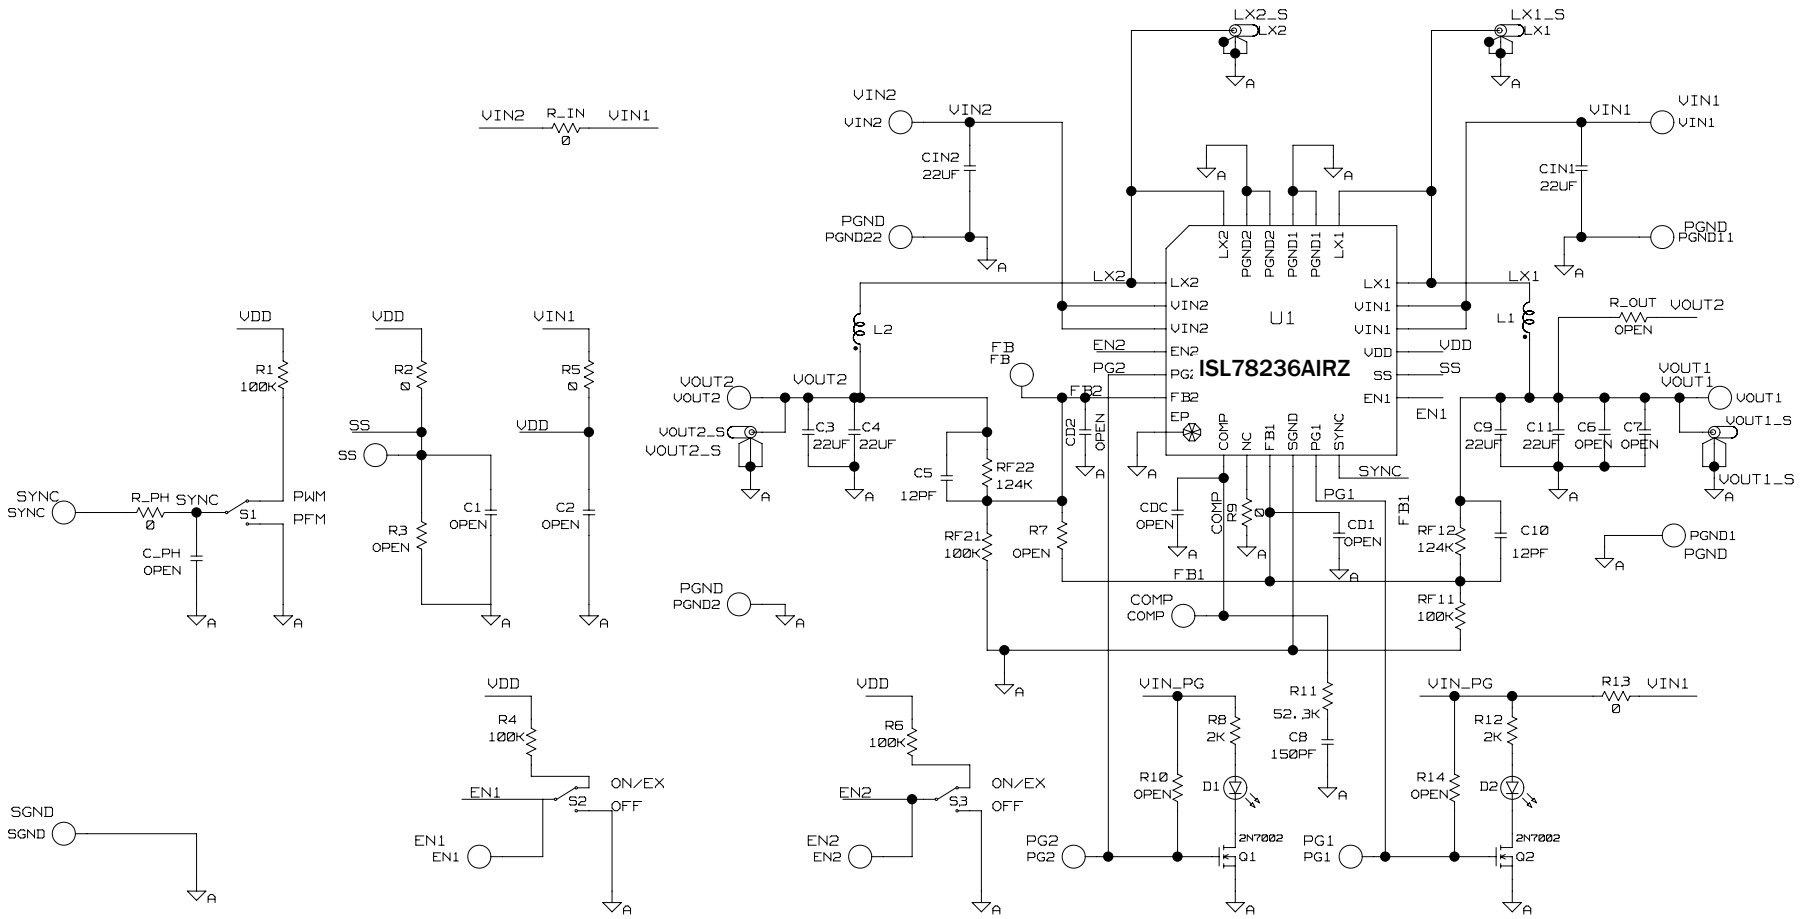 LX2_S
LX2
A
LX1_S
LX1
A
VIN2
VIN2
VIN2
VIN1
VIN1
VIN1
VIN2
R_IN
VIN1
0
CIN2
22UF
A
A
CIN1
22UF
PGND
PGND22
A
PGND
PGND11
A
LX2
PGND2
PGND2
PGND1
PGND1
LX1
LX2
LX2
VIN2
VIN2
EN2
EN2
PG2
PG2
FB2
FB2
EP
U1
ISL78236AIRZ
LX1
LX1
VIN1
VIN1
VDD
VDD
SS
SS
EN1
EN1
COMP
NC
FB1
SGND
PG1
SYNC
SYNC
L2
L1
R_OUT
VOUT2
OPEN
FB
FB
VDD
R1
100K
VDD
R2
0
VIN1
R5
0
SS
SS
VDD
SYNC
SYNC
R_PH
0
SYNC
S1
PWM
PFM
C_PH
OPEN
A
A
R3
OPEN
C1
OPEN
A
C2
OPEN
A
VOUT2
VOUT2
VOUT2
VOUT2_S
VOUT2_S
A
C3
22UF
C4
22UF
A
C5
12PF
RF22
124K
RF21
100K
R7
OPEN
CD2
OPEN
A
A
CDC
OPEN
A
COMP
R9
0
A
CD1
OPEN
A
PG1
FB1
FB1
RF12
124K
C10
12PF
RF11
100K
C9
22UF
C11
22UF
C6
OPEN
C7
OPEN
A
VOUT1
VOUT1
VOUT1
VOUT1_S
VOUT1_S
A
PGND1
PGND
A
PGND
PGND2
A
COMP
COMP
A
R11
52.3K
C8
150PF
A
VDD
R4
100K
EN1
S2
ON/EX
OFF
EN1
EN1
A
VDD
R6
100K
EN2
S3
ON/EX
OFF
EN2
EN2
A
SGND
SGND
A
VIN_PG
R8
2K
R10
OPEN
D1
2N7002
Q1
PG2
PG2
A
VIN_PG
R13
0
VIN1
R12
2K
R14
OPEN
D2
2N7002
Q2
PG1
PG1
A